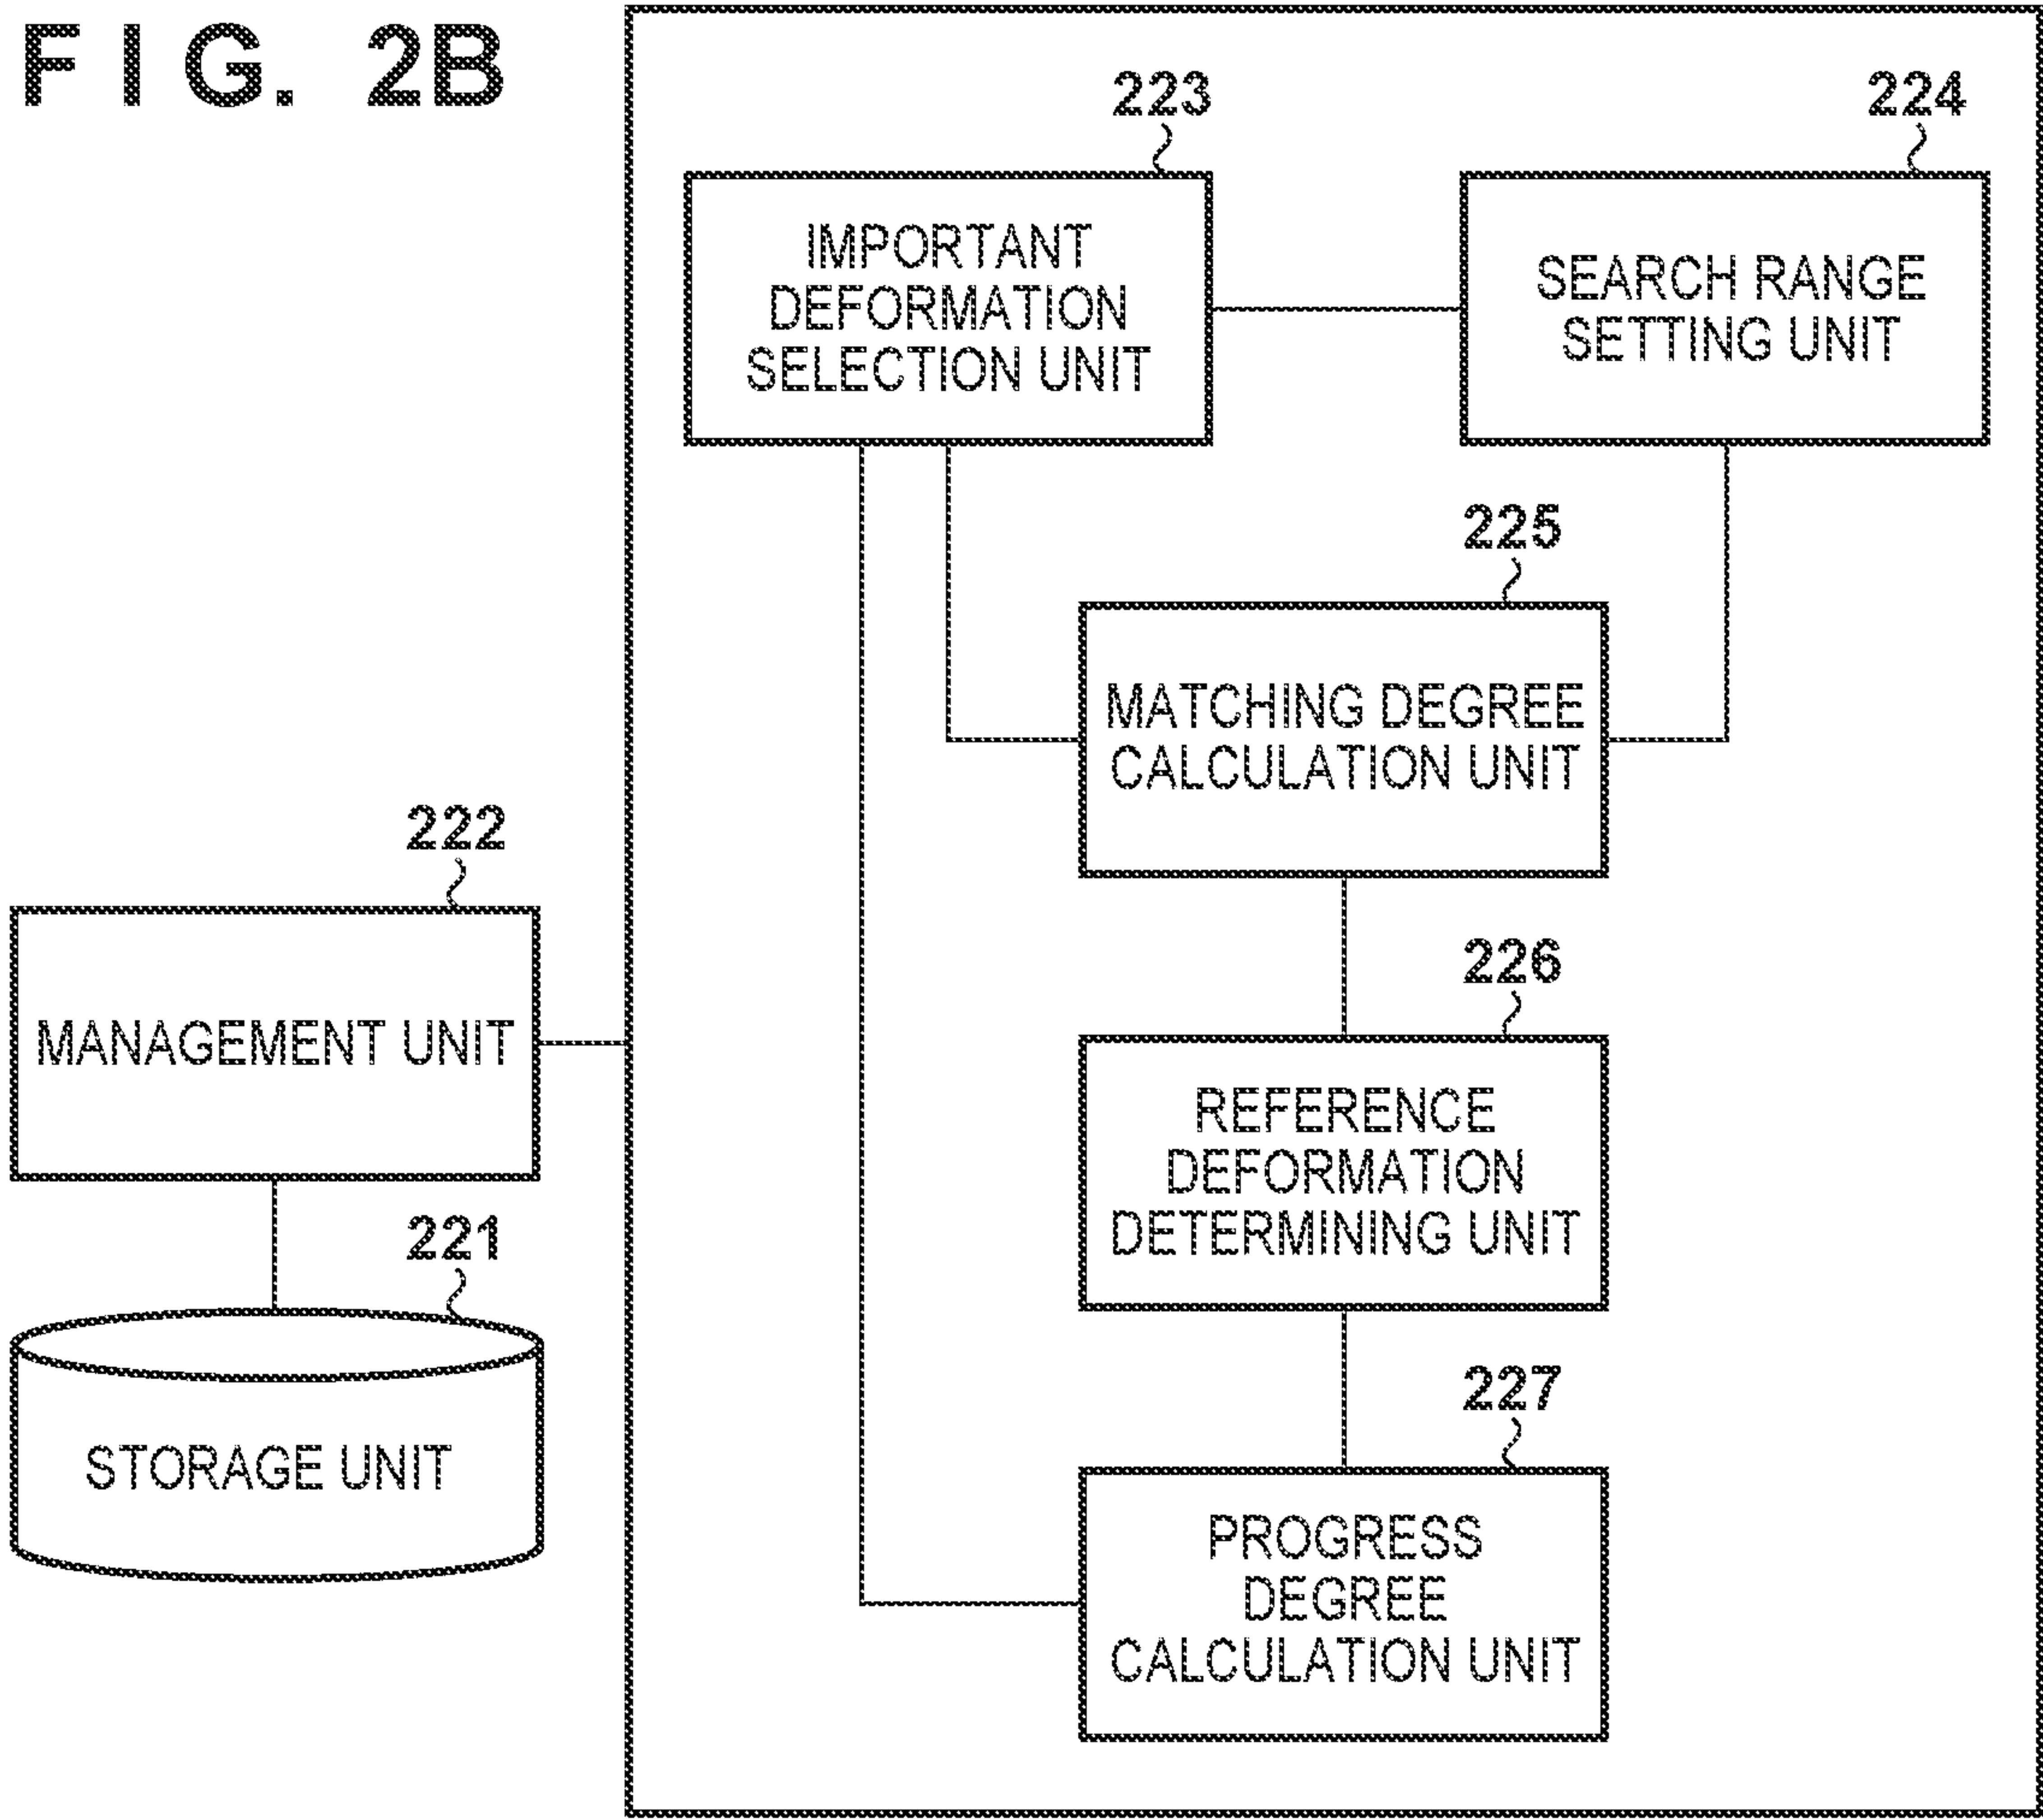 FIG. 2B
223
224
IMPORTANT
DEFORMATION
SELECTION UNIT
SEARCH RANGE
SETTING UNIT
225
MATCHING DEGREE
CALCULATION UNIT
222
MANAGEMENT UNIT
226
REFERENCE
DEFORMATION
DETERMINING UNIT
221
STORAGE UNIT
227
PROGRESS
DEGREE
CALCULATION UNIT